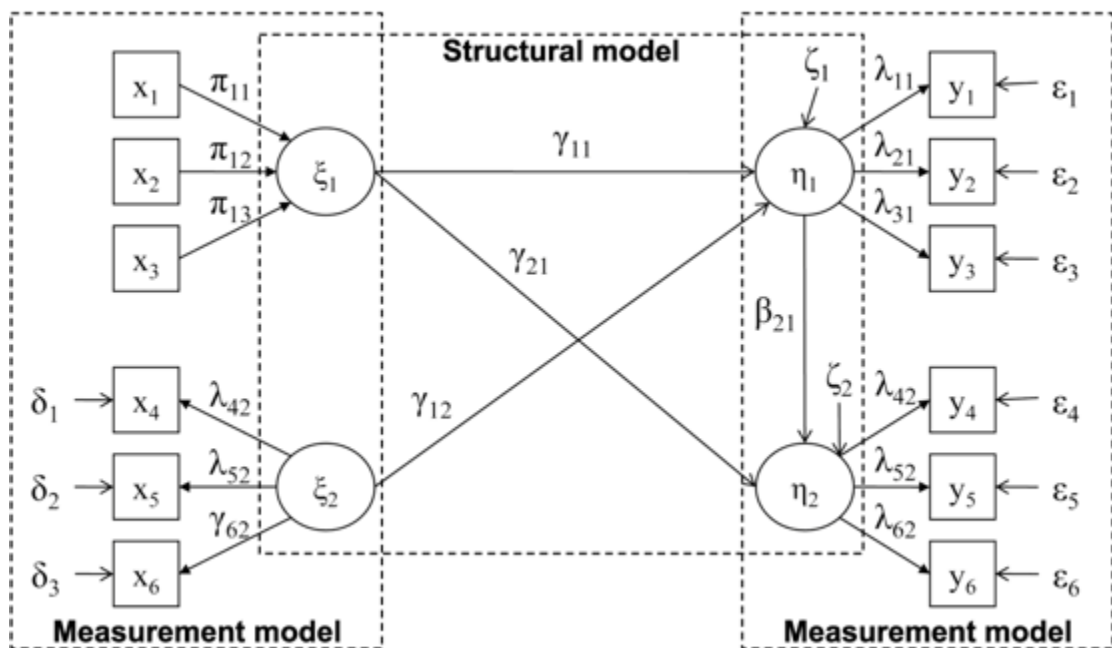 Structural model
x₁
π₁₁
ζ₁
λ₁₁
y₁
ε₁
x₂
π₁₂
ξ₁
γ₁₁
η₁
λ₂₁
y₂
ε₂
x₃
π₁₃
λ₃₁
y₃
ε₃
γ₂₁
β₂₁
δ₁
x₄
λ₄₂
γ₁₂
ζ₂
λ₄₂
y₄
ε₄
δ₂
x₅
λ₅₂
ξ₂
η₂
λ₅₂
y₅
ε₅
δ₃
x₆
γ₆₂
λ₆₂
y₆
ε₆
Measurement model
Measurement model